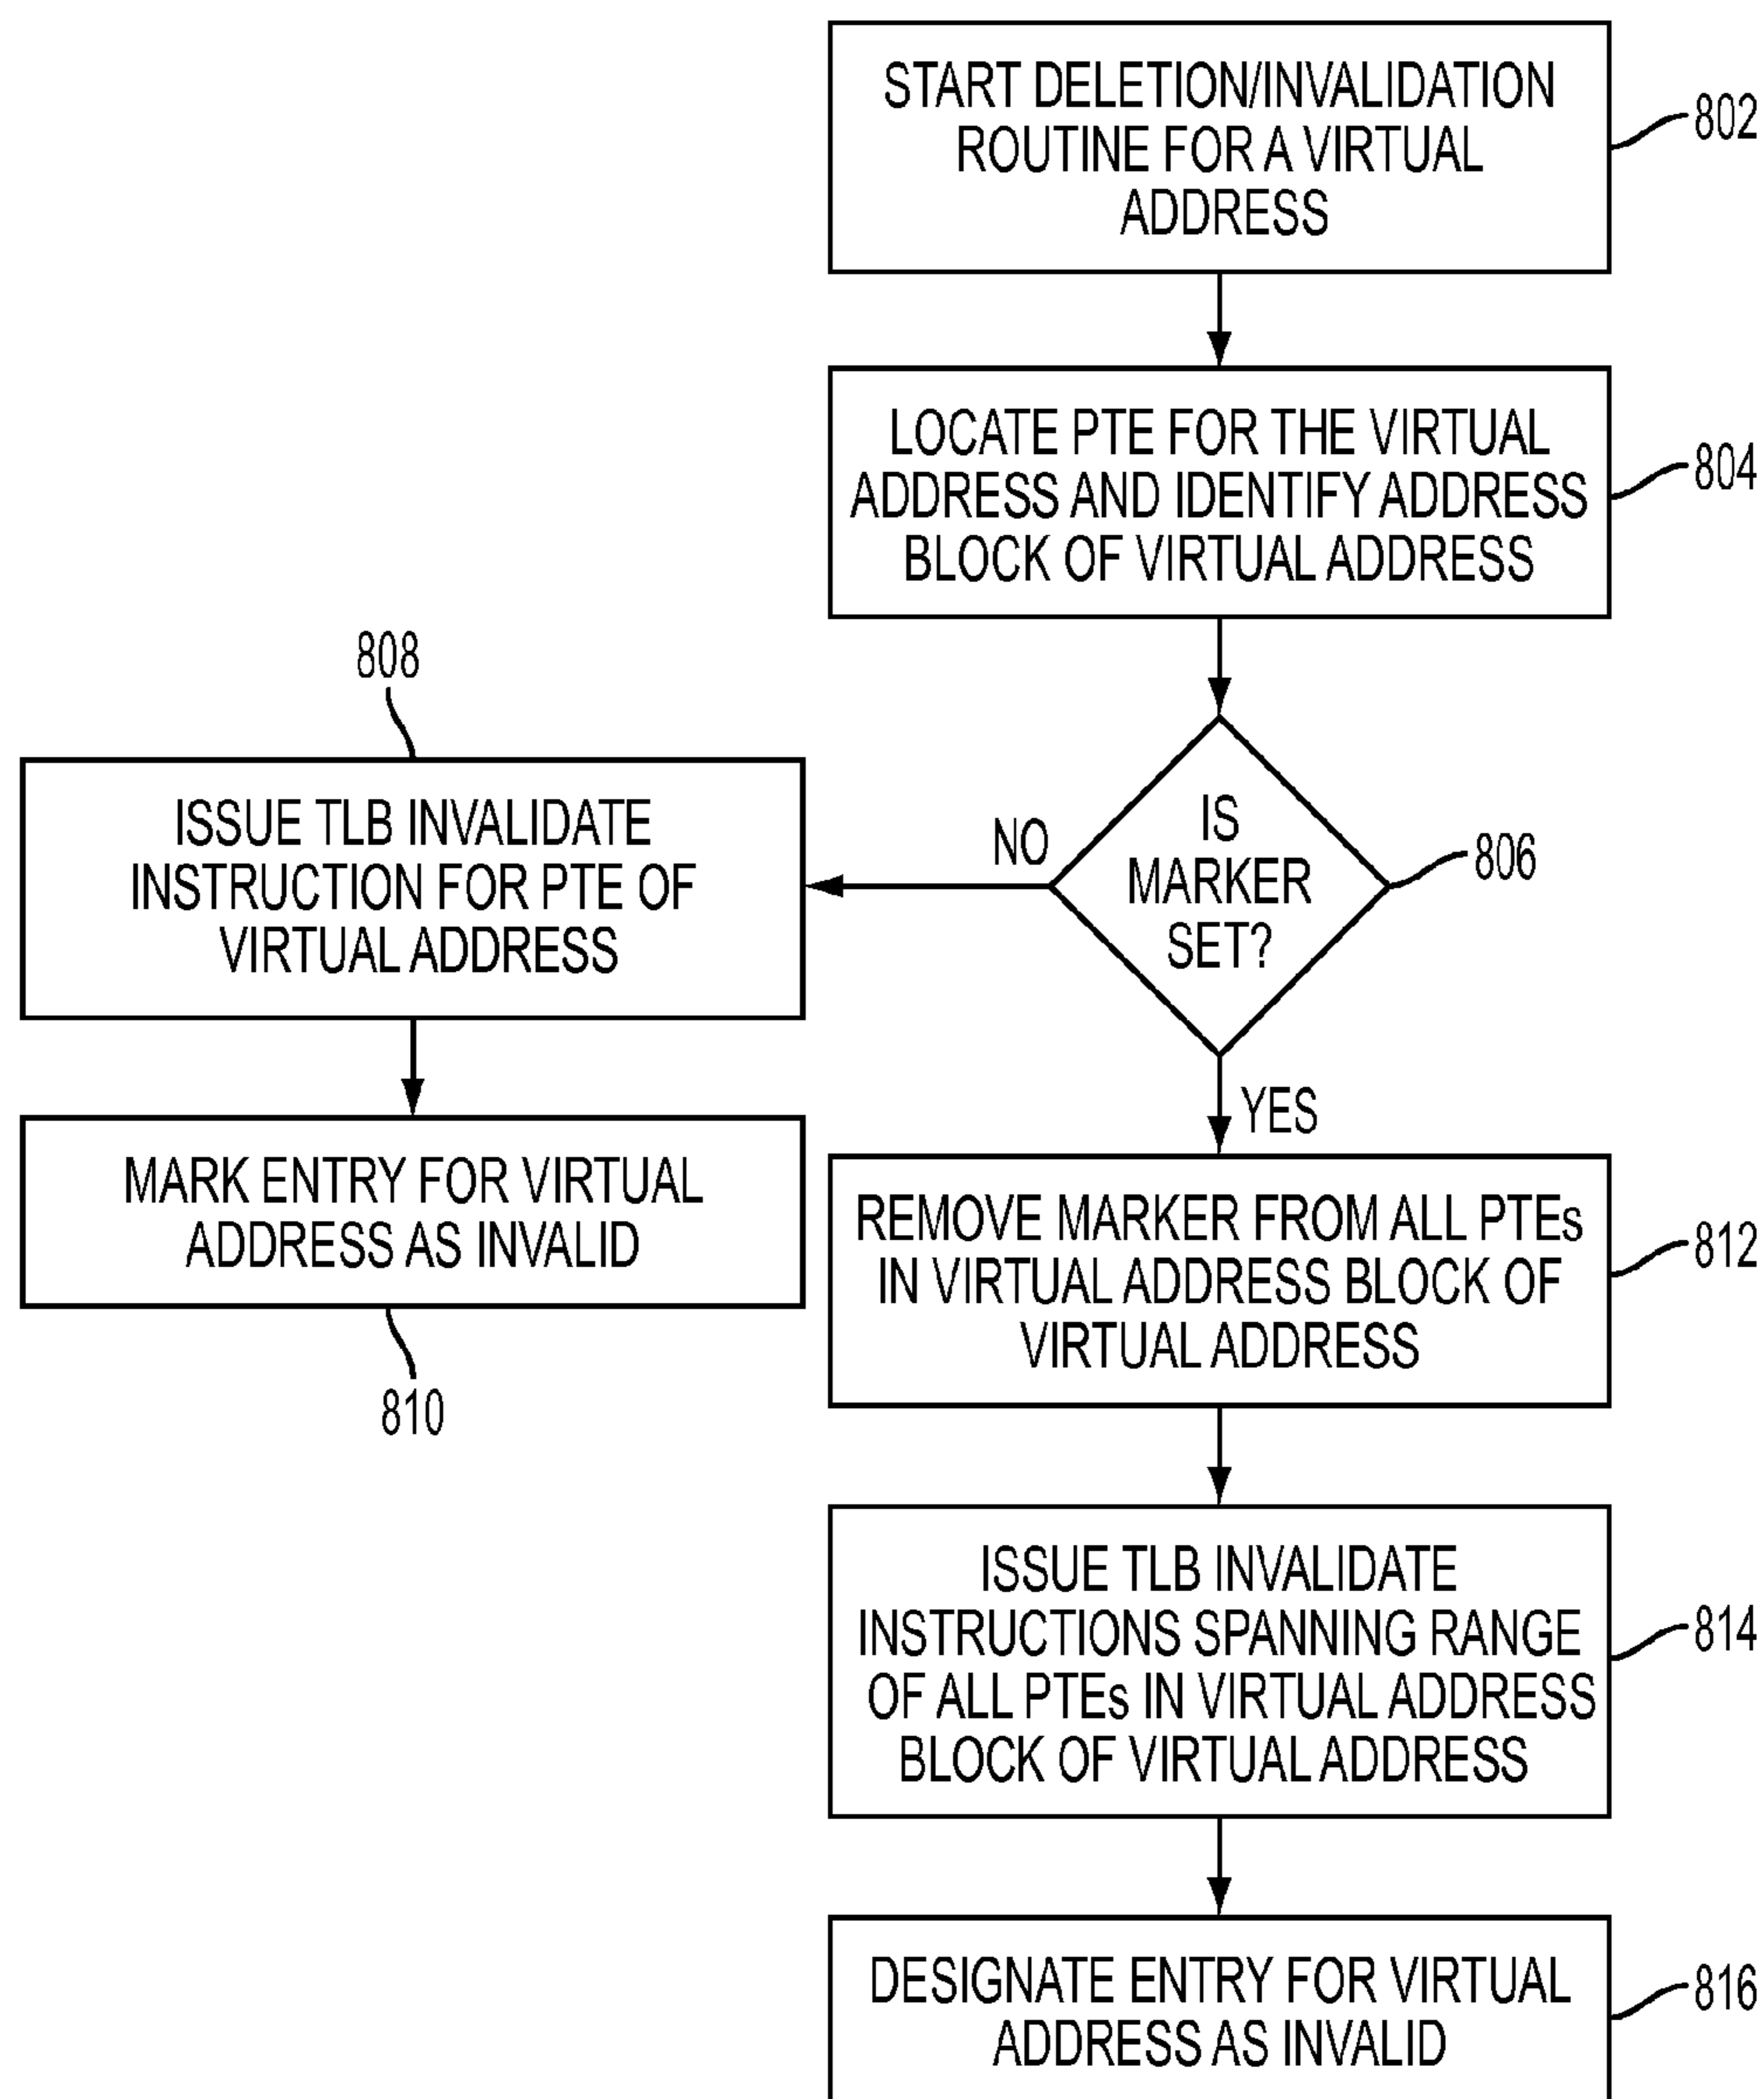 START DELETION/INVALIDATION
ROUTINE FOR A VIRTUAL
ADDRESS
802
LOCATE PTE FOR THE VIRTUAL
ADDRESS AND IDENTIFY ADDRESS
BLOCK OF VIRTUAL ADDRESS
804
IS
MARKER
SET?
806
NO
808
ISSUE TLB INVALIDATE
INSTRUCTION FOR PTE OF
VIRTUAL ADDRESS
MARK ENTRY FOR VIRTUAL
ADDRESS AS INVALID
810
YES
REMOVE MARKER FROM ALL PTEs
IN VIRTUAL ADDRESS BLOCK OF
VIRTUAL ADDRESS
812
ISSUE TLB INVALIDATE
INSTRUCTIONS SPANNING RANGE
OF ALL PTEs IN VIRTUAL ADDRESS
BLOCK OF VIRTUAL ADDRESS
814
DESIGNATE ENTRY FOR VIRTUAL
ADDRESS AS INVALID
816